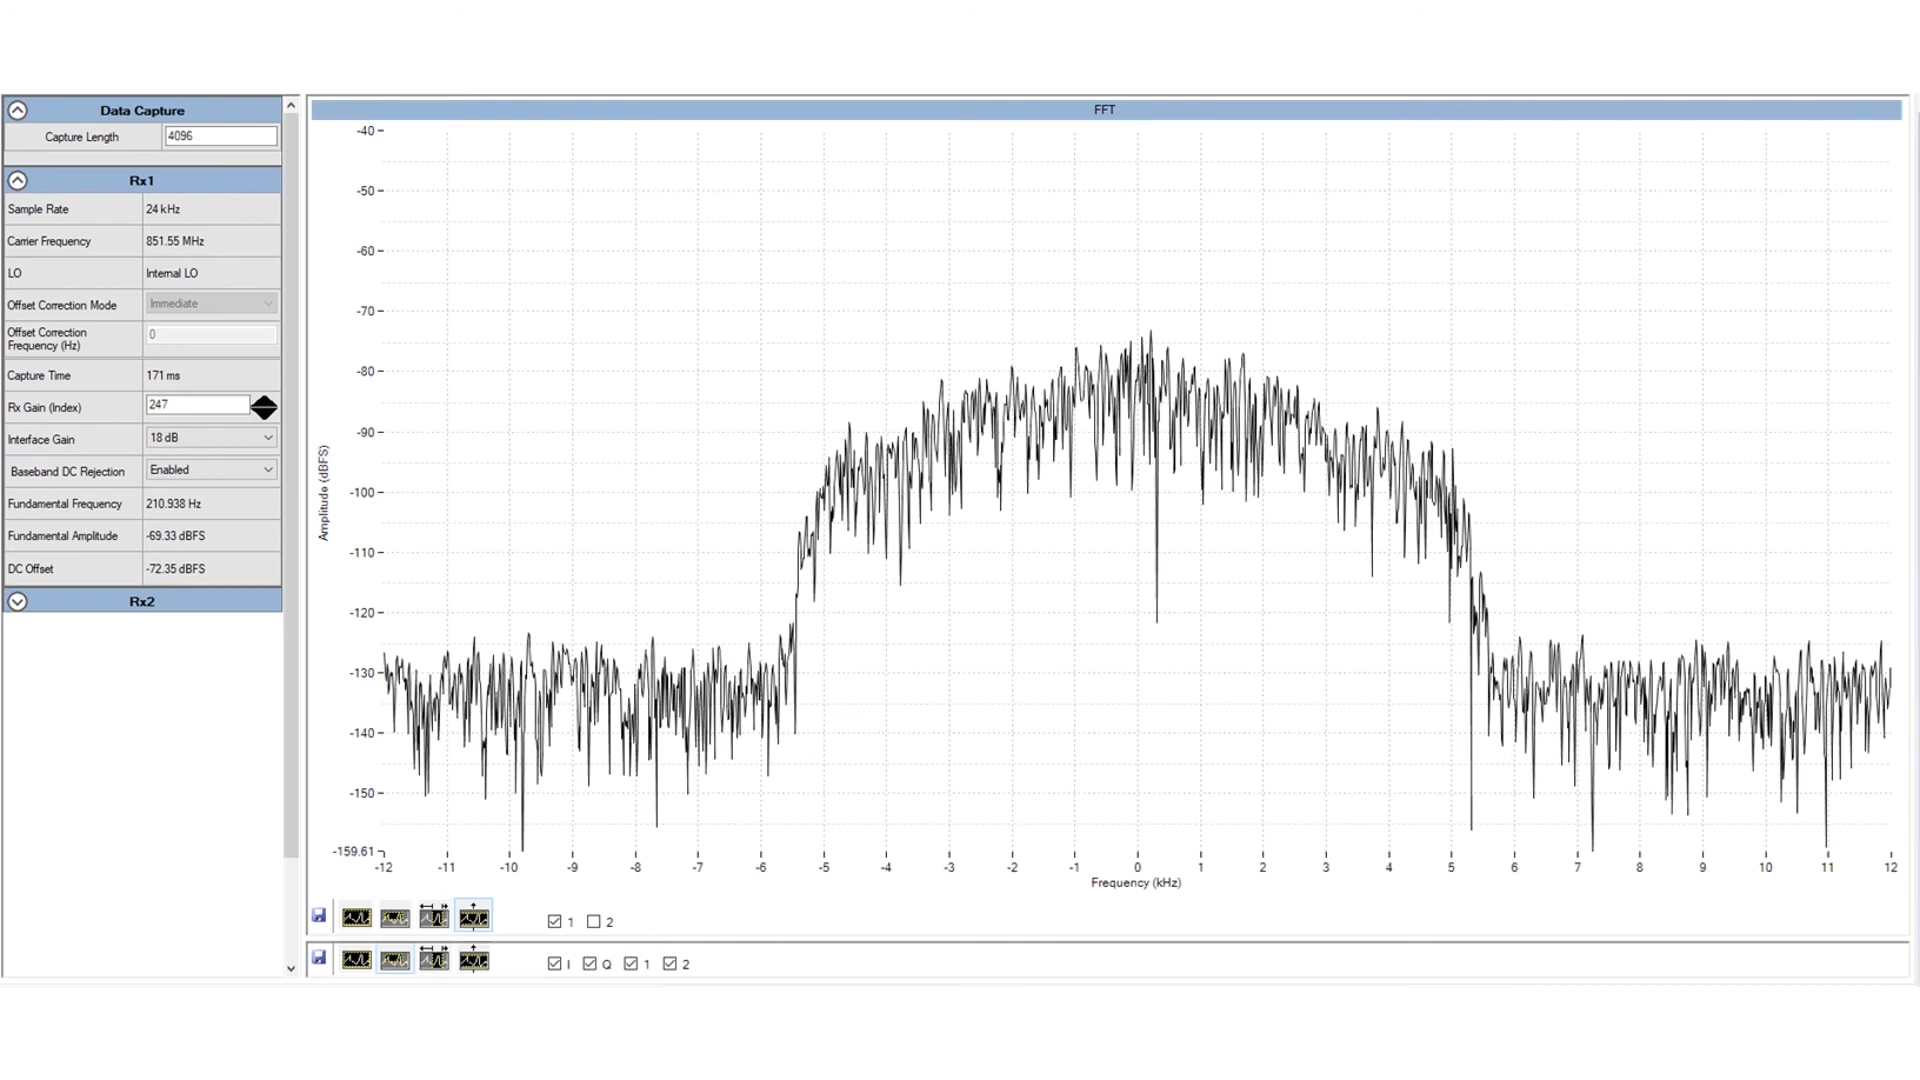 Data Capture
Capture Length 4096
Rx1
Sample Rate 24 kHz
Carrier Frequency 851.55 MHz
LO Internal LO
Offset Correction Mode Immediate
Offset Correction
Frequency (Hz) 0
Capture Time 171 ms
Rx Gain (Index) 247
Interface Gain 18 dB
Baseband DC Rejection Enabled
Fundamental Frequency 210.938 Hz
Fundamental Amplitude -69.33 dBFS
DC Offset -72.35 dBFS
Rx2
FFT
-40
-50
-60
-70
-80
-90
-100
-110
-120
-130
-140
-150
-159.61
Amplitude (dBFS)
-12 -11 -10 -9 -8 -7 -6 -5 -4 -3 -2 -1 0 1 2 3 4 5 6 7 8 9 10 11 12
Frequency (kHz)
1 2
I Q 1 2